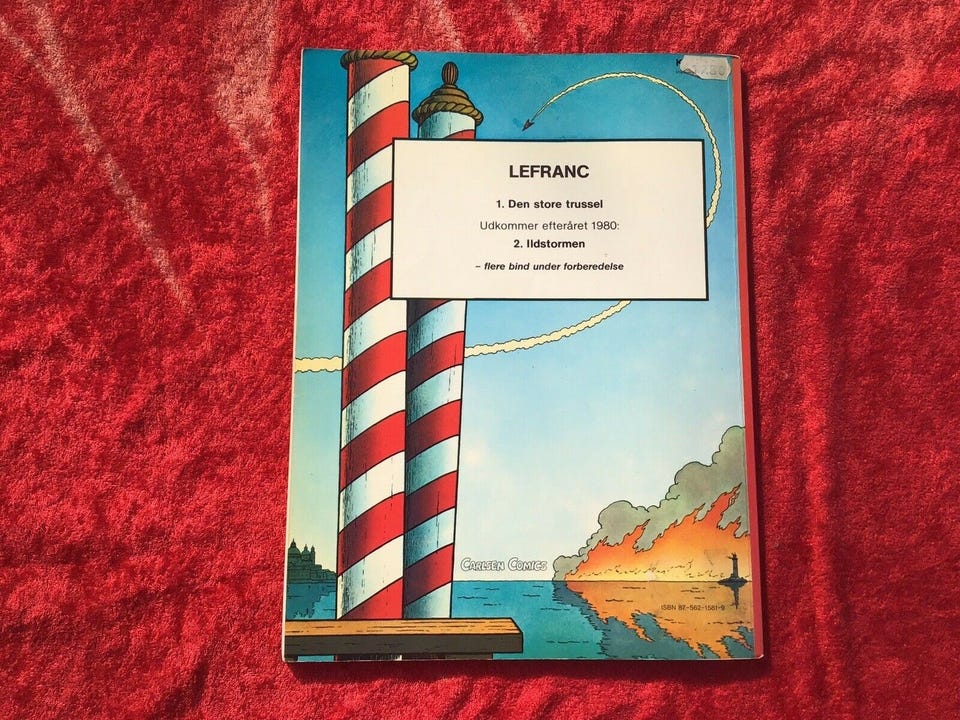 LEFRANC
1. Den store trussel
Udkommer efteråret 1980:
2. Ildstormen
– flere bind under forberedelse
CARLSEN COMICS
ISBN 87-562-1581-9